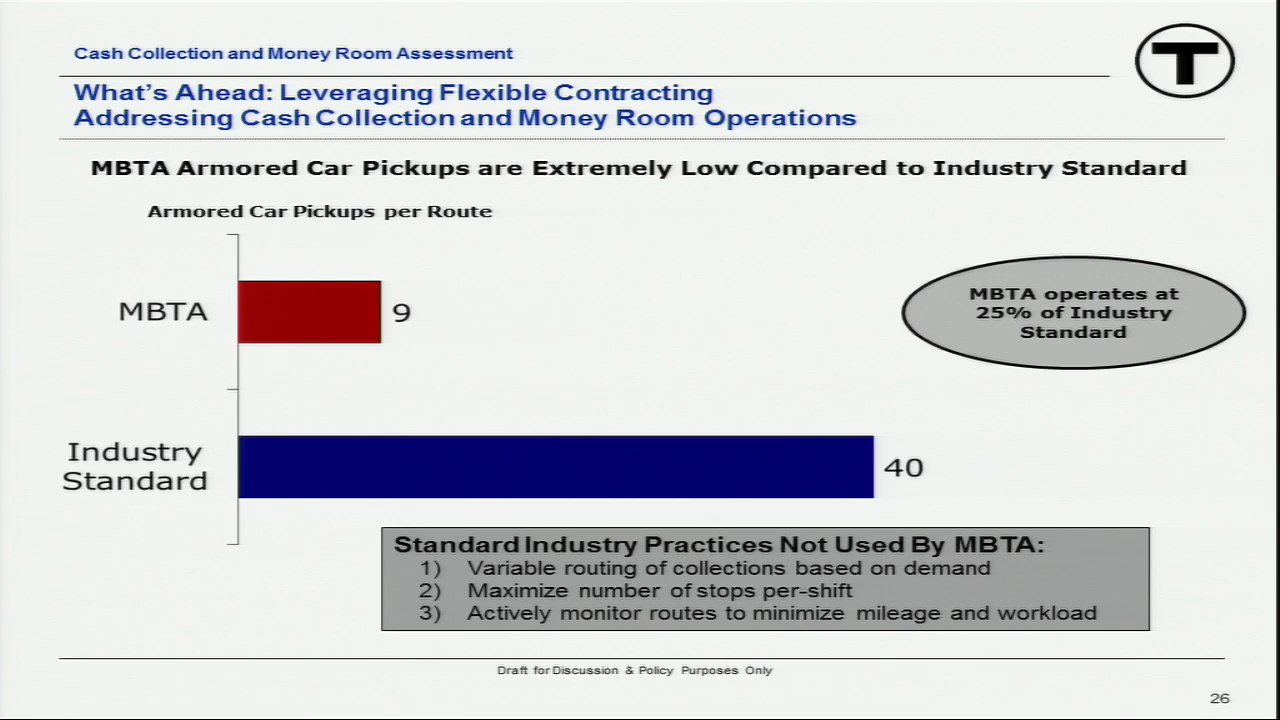 Cash Collection and Money Room Assessment
T
What's Ahead: Leveraging Flexible Contracting
Addressing Cash Collection and Money Room Operations
MBTA Armored Car Pickups are Extremely Low Compared to Industry Standard
Armored Car Pickups per Route
MBTA
9
MBTA operates at
25% of Industry
Standard
Industry
Standard
40
Standard Industry Practices Not Used By MBTA:
1) Variable routing of collections based on demand
2) Maximize number of stops per-shift
3) Actively monitor routes to minimize mileage and workload
Draft for Discussion & Policy Purposes Only
26